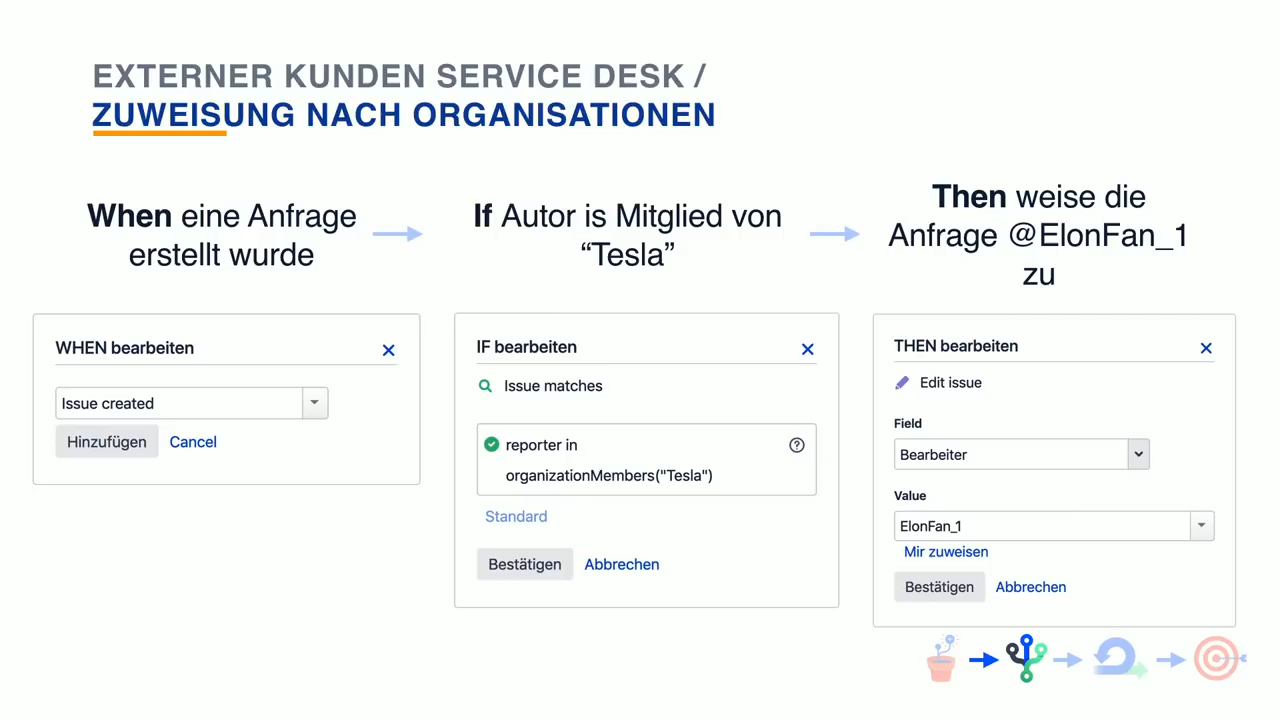 EXTERNER KUNDEN SERVICE DESK /
ZUWEISUNG NACH ORGANISATIONEN
When eine Anfrage
erstellt wurde
If Autor is Mitglied von
“Tesla”
Then weise die
Anfrage @ElonFan_1
zu
WHEN bearbeiten
Issue created
Hinzufügen Cancel
IF bearbeiten
Issue matches
reporter in
organizationMembers("Tesla")
Standard
Bestätigen Abbrechen
THEN bearbeiten
Edit issue
Field
Bearbeiter
Value
ElonFan_1
Mir zuweisen
Bestätigen Abbrechen